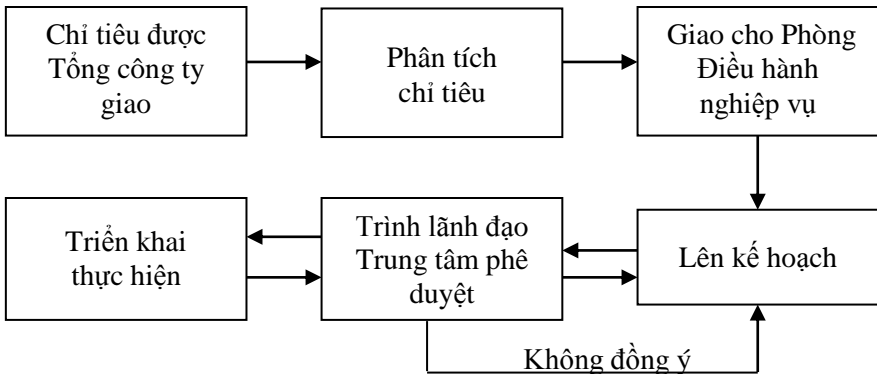 Chỉ tiêu được
Tổng công ty
giao
Phân tích
chỉ tiêu
Giao cho Phòng
Điều hành
nghiệp vụ
Triển khai
thực hiện
Trình lãnh đạo
Trung tâm phê
duyệt
Lên kế hoạch
Không đồng ý